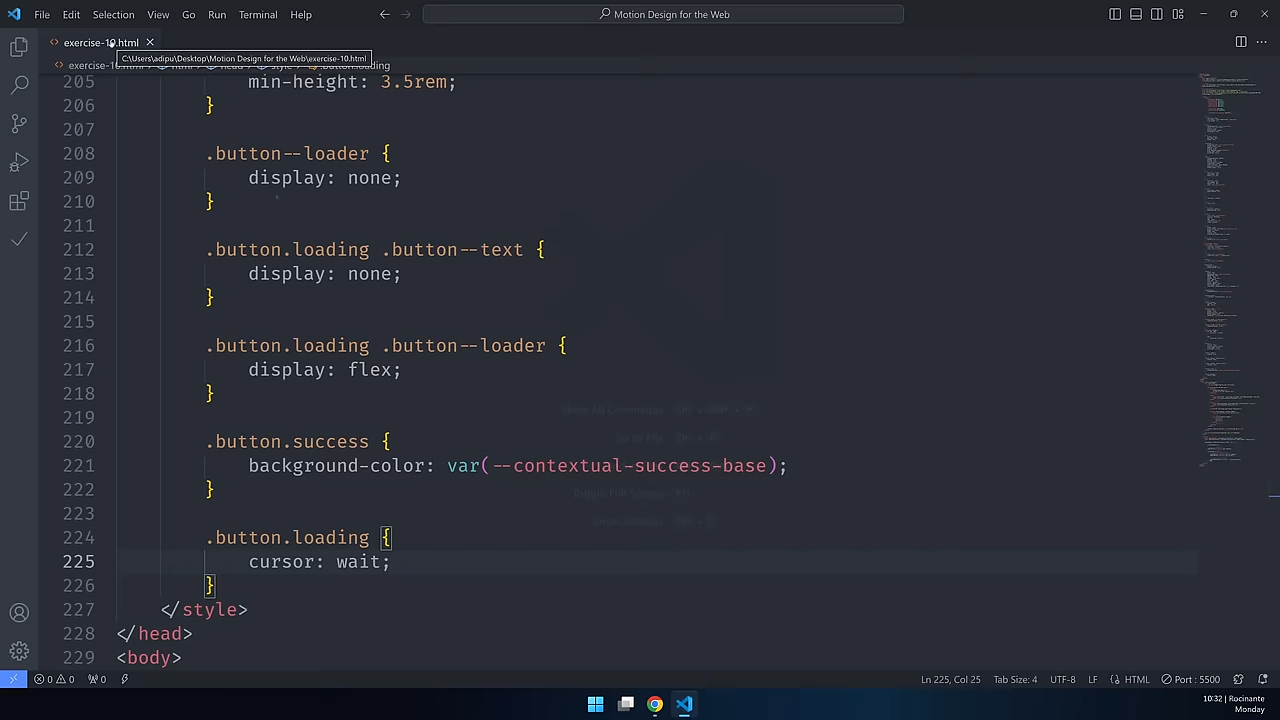 File Edit Selection View Go Run Terminal Help
Motion Design for the Web
exercise-10.html
C:\Users\adipu\Desktop\Motion Design for the Web\exercise-10.html
205 min-height: 3.5rem;
206 }
207
208 .button--loader {
209 display: none;
210 }
211
212 .button.loading .button--text {
213 display: none;
214 }
215
216 .button.loading .button--loader {
217 display: flex;
218 }
219
220 .button.success {
221 background-color: var(--contextual-success-base);
222 }
223
224 .button.loading {
225 cursor: wait;
226 }
227 </style>
228 </head>
229 <body>
0 0 0 Ln 225, Col 25 Tab Size: 4 UTF-8 LF HTML Port : 5500
10:32 | Rocinante
Monday